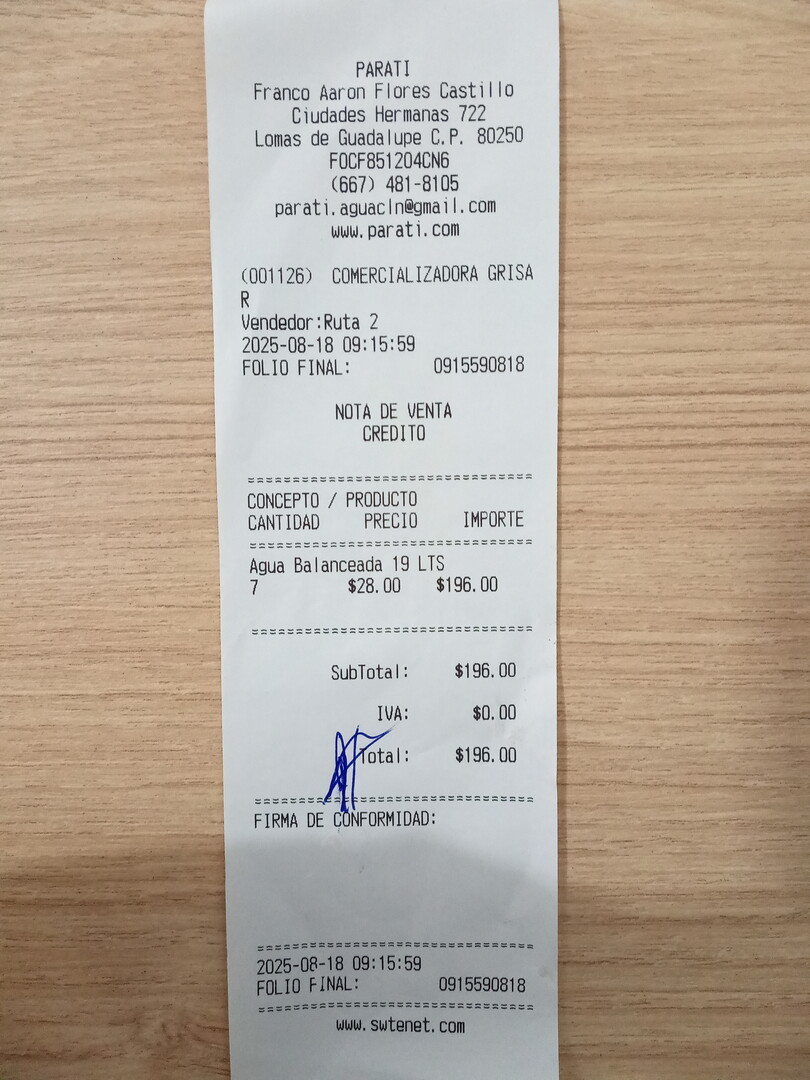 PARATI
Franco Aaron Flores Castillo
Ciudades Hermanas 722
Lomas de Guadalupe C.P. 80250
FOCF851204CN6
(667) 481-8105
parati.aguacln@gmail.com
www.parati.com
(001126) COMERCIALIZADORA GRISA
R
Vendedor:Ruta 2
2025-08-18 09:15:59
FOLIO FINAL: 0915590818
NOTA DE VENTA
CREDITO
================================
CONCEPTO / PRODUCTO
CANTIDAD PRECIO IMPORTE
================================
Agua Balanceada 19 LTS
7 $28.00 $196.00
================================
SubTotal: $196.00
IVA: $0.00
Total: $196.00
================================
FIRMA DE CONFORMIDAD:
================================
2025-08-18 09:15:59
FOLIO FINAL: 0915590818
================================
www.swtenet.com